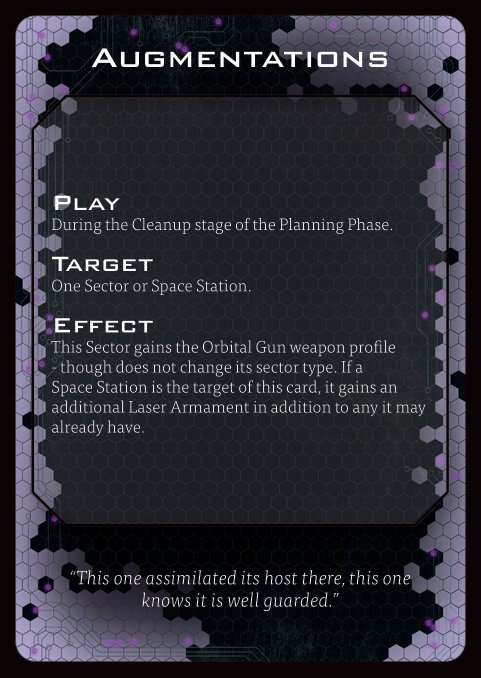 Augmentations
Play
During the Cleanup stage of the Planning Phase.
Target
One Sector or Space Station.
Effect
This Sector gains the Orbital Gun weapon profile
- though does not change its sector type. If a
Space Station is the target of this card, it gains an
additional Laser Armament in addition to any it may
already have.
“This one assimilated its host there, this one
knows it is well guarded.”